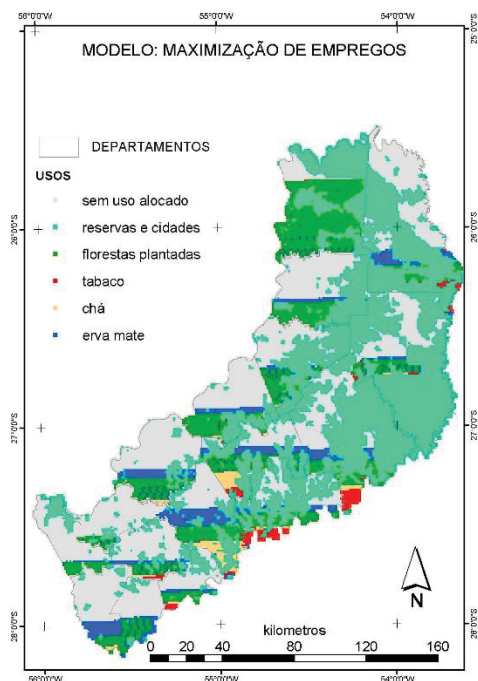 56°0'0"W 55°0'0"W 54°0'0"W
25°0'0"S
MODELO: MAXIMIZAÇÃO DE EMPREGOS
DEPARTAMENTOS
USOS
sem uso alocado
reservas e cidades
florestas plantadas
tabaco
chá
erva mate
26°0'0"S 26°0'0"S
27°0'0"S 27°0'0"S
28°0'0"S 28°0'0"S
N
kilometros
0 20 40 80 120 160
56°0'0"W 55°0'0"W 54°0'0"W